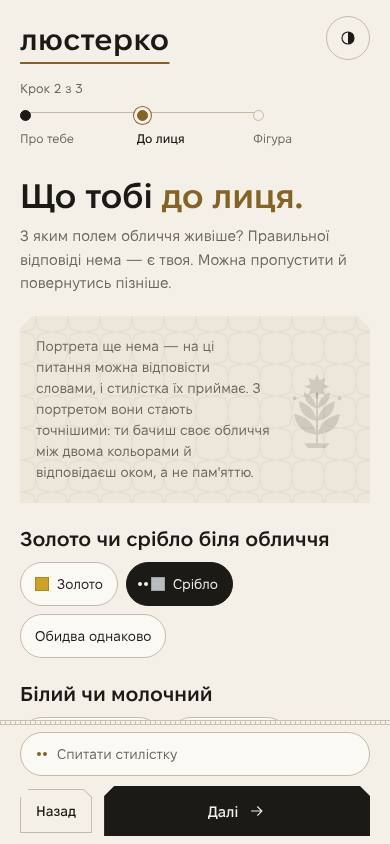 люстерко
Крок 2 з 3
Про тебе
До лиця
Фігура
Що тобі до лиця.
З яким полем обличчя живіше? Правильної
відповіді нема — є твоя. Можна пропустити й
повернутись пізніше.
Портрета ще нема — на ці
питання можна відповісти
словами, і стилістка їх приймає. З
портретом вони стають
точнішими: ти бачиш своє обличчя
між двома кольорами й
відповідаєш оком, а не пам'яттю.
Золото чи срібло біля обличчя
Золото
Срібло
Обидва однаково
Білий чи молочний
Спитати стилістку
Назад
Далі →